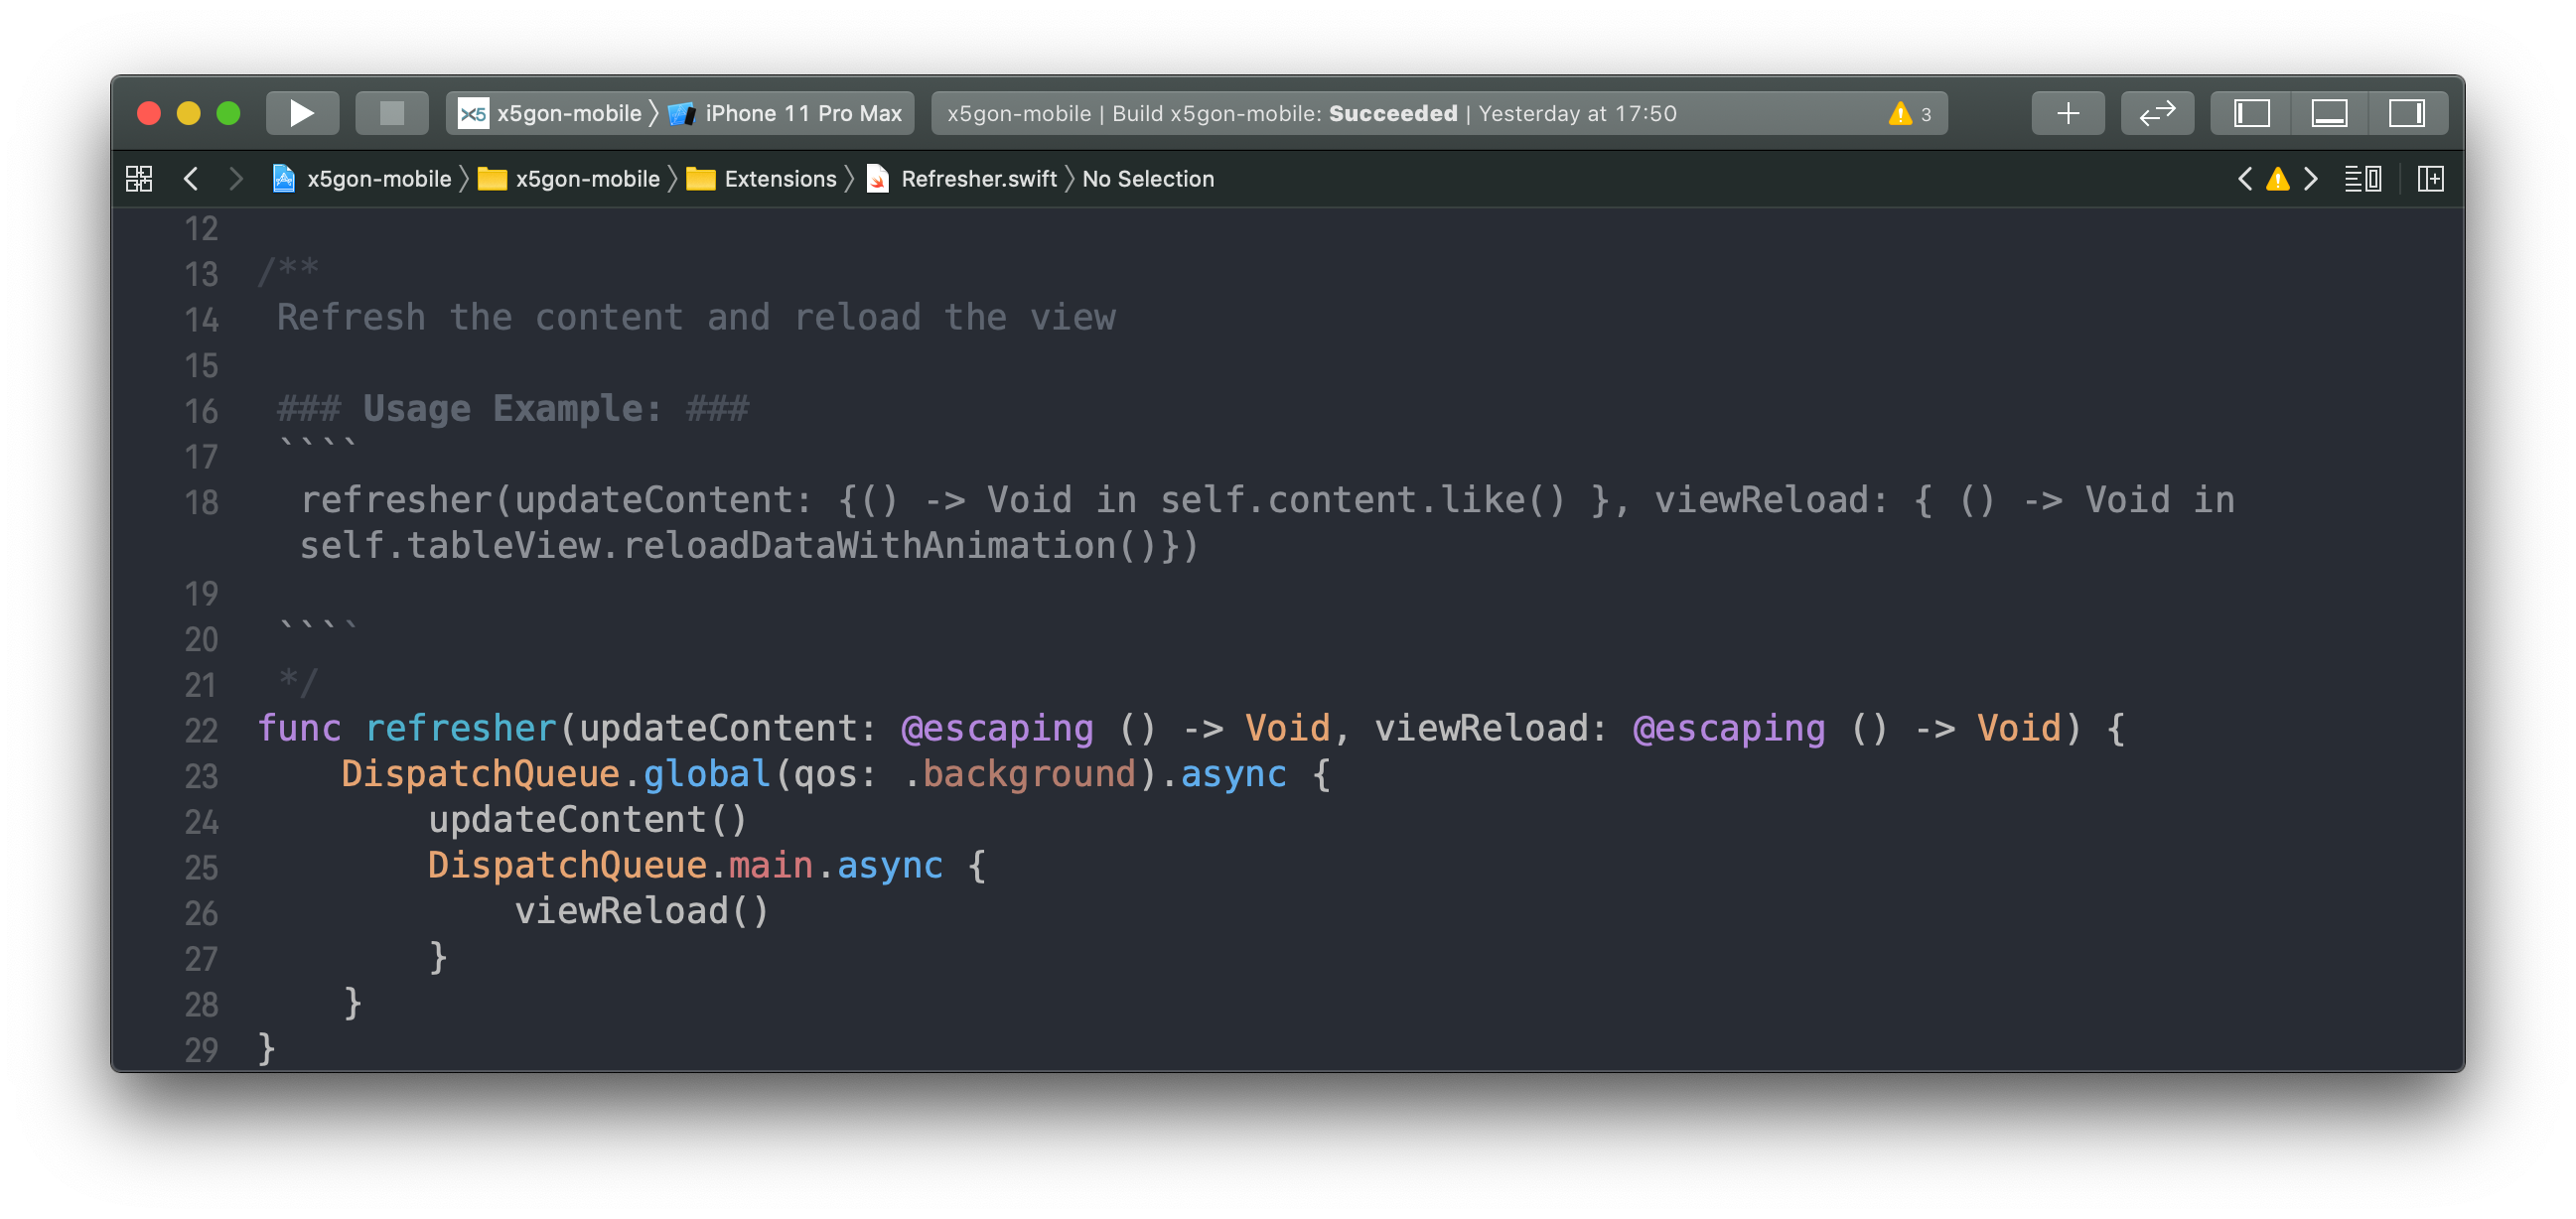 x5 x5gon-mobile iPhone 11 Pro Max x5gon-mobile | Build x5gon-mobile: Succeeded | Yesterday at 17:50 3
x5gon-mobile x5gon-mobile Extensions Refresher.swift No Selection
12
13 /**
14 Refresh the content and reload the view
15
16 ### Usage Example: ###
17 ````
18 refresher(updateContent: {() -> Void in self.content.like() }, viewReload: { () -> Void in
self.tableView.reloadDataWithAnimation()})
19
20 ````
21 */
22 func refresher(updateContent: @escaping () -> Void, viewReload: @escaping () -> Void) {
23 DispatchQueue.global(qos: .background).async {
24 updateContent()
25 DispatchQueue.main.async {
26 viewReload()
27 }
28 }
29 }